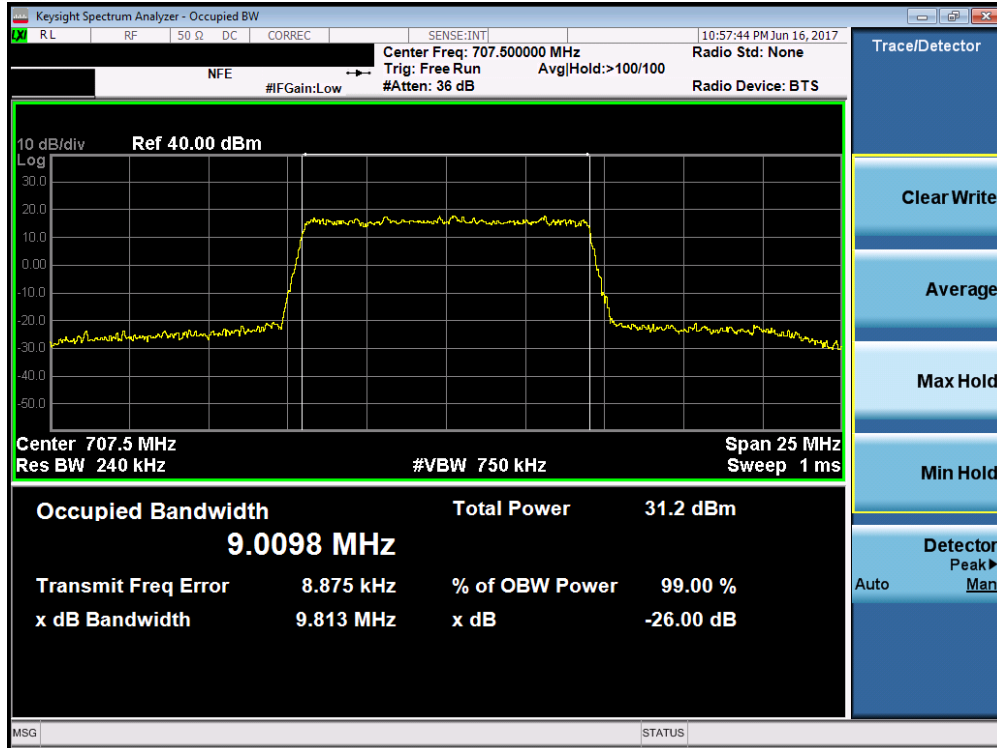 Keysight Spectrum Analyzer - Occupied BW
LXI RL RF 50 Ω DC CORREC SENSE:INT 10:57:44 PM Jun 16, 2017
Center Freq: 707.500000 MHz Radio Std: None
NFE Trig: Free Run Avg|Hold:>100/100
#IFGain:Low #Atten: 36 dB Radio Device: BTS
10 dB/div Ref 40.00 dBm
Log
30.0
20.0
10.0
0.00
-10.0
-20.0
-30.0
-40.0
-50.0
Center 707.5 MHz Span 25 MHz
Res BW 240 kHz #VBW 750 kHz Sweep 1 ms
Occupied Bandwidth Total Power 31.2 dBm
9.0098 MHz
Transmit Freq Error 8.875 kHz % of OBW Power 99.00 %
x dB Bandwidth 9.813 MHz x dB -26.00 dB
MSG STATUS
Trace/Detector
Clear Write
Average
Max Hold
Min Hold
Detector
Peak▶
Auto Man